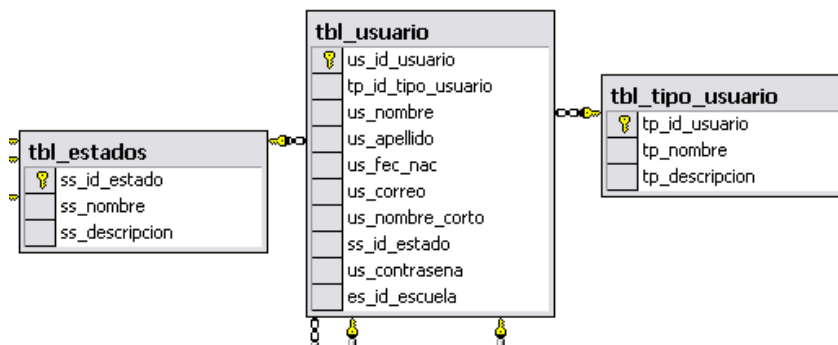 tbl_usuario
us_id_usuario
tp_id_tipo_usuario
us_nombre
us_apellido
us_fec_nac
us_correo
us_nombre_corto
ss_id_estado
us_contrasena
es_id_escuela
tbl_estados
ss_id_estado
ss_nombre
ss_descripcion
tbl_tipo_usuario
tp_id_usuario
tp_nombre
tp_descripcion